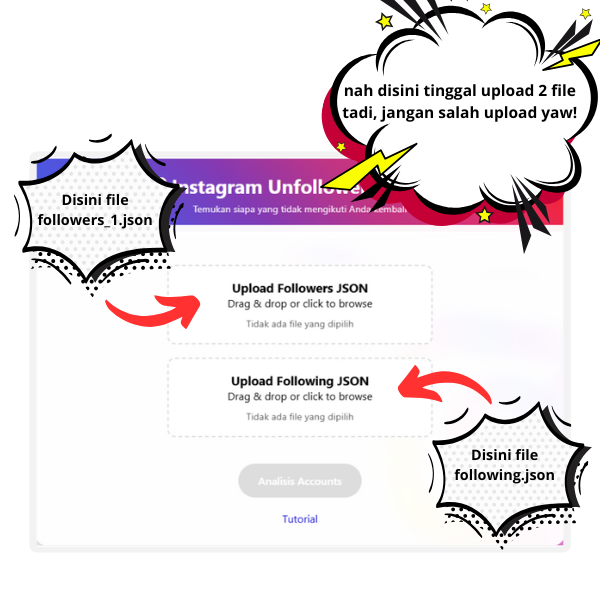 nah disini tinggal upload 2 file
tadi, jangan salah upload yaw!
Disini file
followers_1.json
Instagram Unfollowe
Temukan siapa yang tidak mengikuti Anda kembali
Upload Followers JSON
Drag & drop or click to browse
Tidak ada file yang dipilih
Upload Following JSON
Drag & drop or click to browse
Tidak ada file yang dipilih
Disini file
following.json
Analisis Accounts
Tutorial